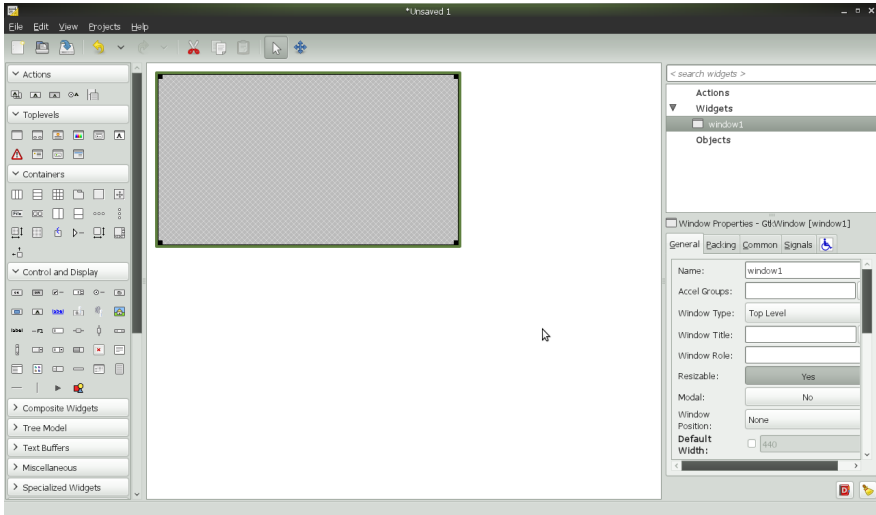 *Unsaved 1
File Edit View Projects Help
Actions
Toplevels
Containers
Control and Display
label
Composite Widgets
Tree Model
Text Buffers
Miscellaneous
Specialized Widgets
< search widgets >
Actions
Widgets
window1
Objects
Window Properties - GtkWindow [window1]
General Packing Common Signals
Name: window1
Accel Groups:
Window Type: Top Level
Window Title:
Window Role:
Resizable: Yes
Modal: No
Window Position: None
Default Width: 440